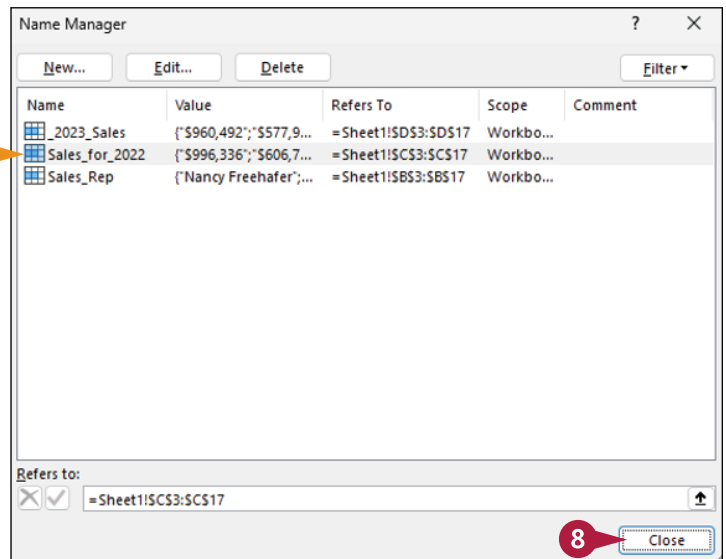 Name Manager ? ×
New... Edit... Delete Filter
Name Value Refers To Scope Comment
_2023_Sales {"$960,492";"$577,9... =Sheet1!$D$3:$D$17 Workbo...
Sales_for_2022 {"$996,336";"$606,7... =Sheet1!$C$3:$C$17 Workbo...
Sales_Rep {"Nancy Freehafer";... =Sheet1!$B$3:$B$17 Workbo...
Refers to:
=Sheet1!$C$3:$C$17
8 Close